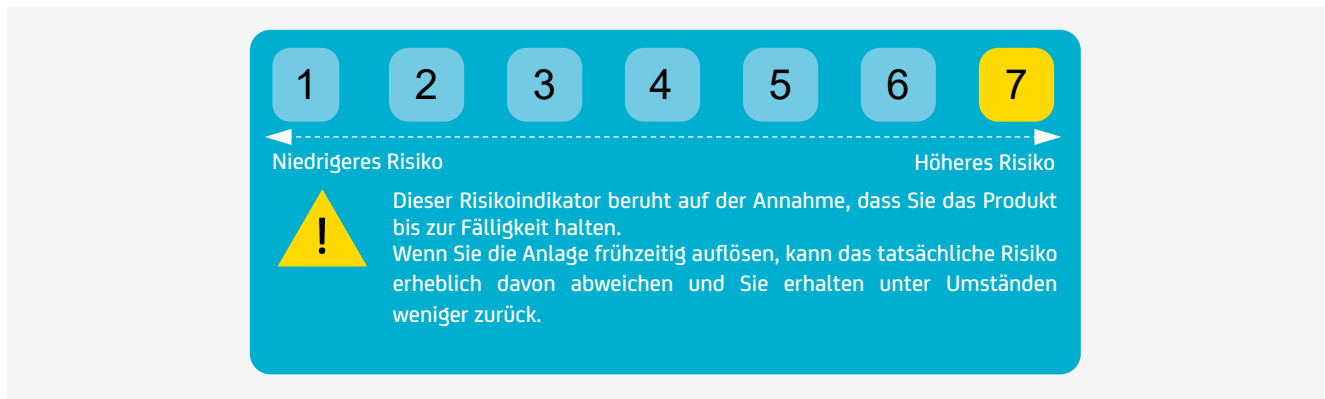 1 2 3 4 5 6 7
Niedrigeres Risiko Höheres Risiko
!
Dieser Risikoindikator beruht auf der Annahme, dass Sie das Produkt
bis zur Fälligkeit halten.
Wenn Sie die Anlage frühzeitig auflösen, kann das tatsächliche Risiko
erheblich davon abweichen und Sie erhalten unter Umständen
weniger zurück.